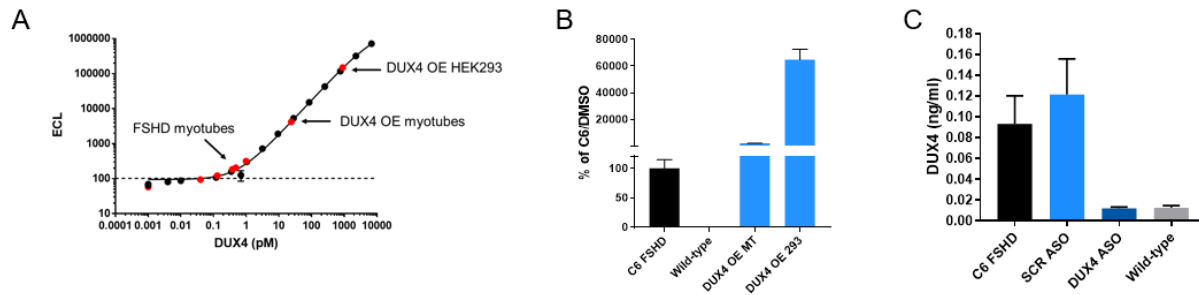 A
ECL
1000000
100000
10000
1000
100
10
0.0001 0.001 0.01 0.1 1 10 100 1000 10000
DUX4 (pM)
FSHD myotubes
DUX4 OE HEK293
DUX4 OE myotubes
B
% of C6/DMSO
80000
60000
40000
20000
100
50
0
C6 FSHD
Wild-type
DUX4 OE MT
DUX4 OE 293
C
DUX4 (ng/ml)
0.18
0.16
0.14
0.12
0.10
0.08
0.06
0.04
0.02
0.00
C6 FSHD
SCR ASO
DUX4 ASO
Wild-type